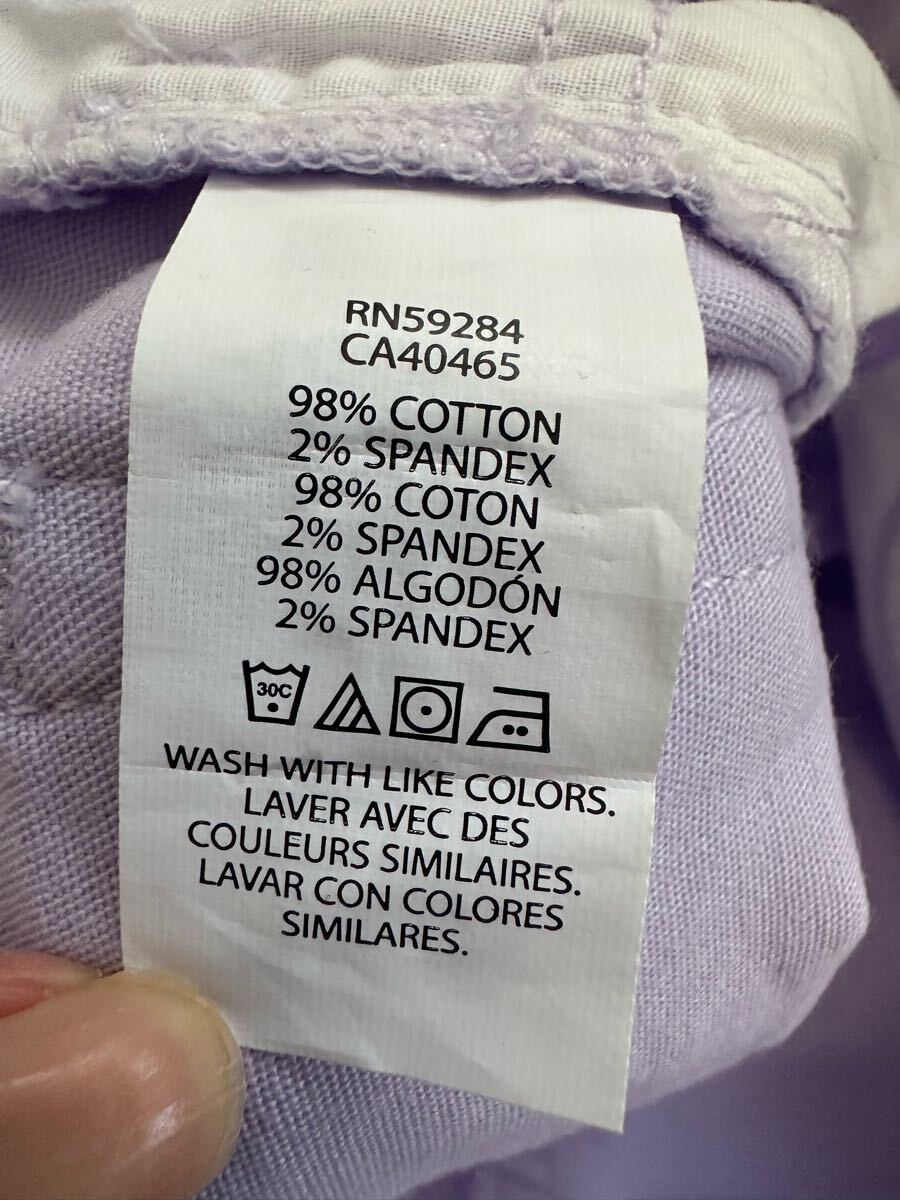 RN59284
CA40465
98% COTTON
2% SPANDEX
98% COTON
2% SPANDEX
98% ALGODÓN
2% SPANDEX
30C
WASH WITH LIKE COLORS.
LAVER AVEC DES
COULEURS SIMILAIRES.
LAVAR CON COLORES
SIMILARES.